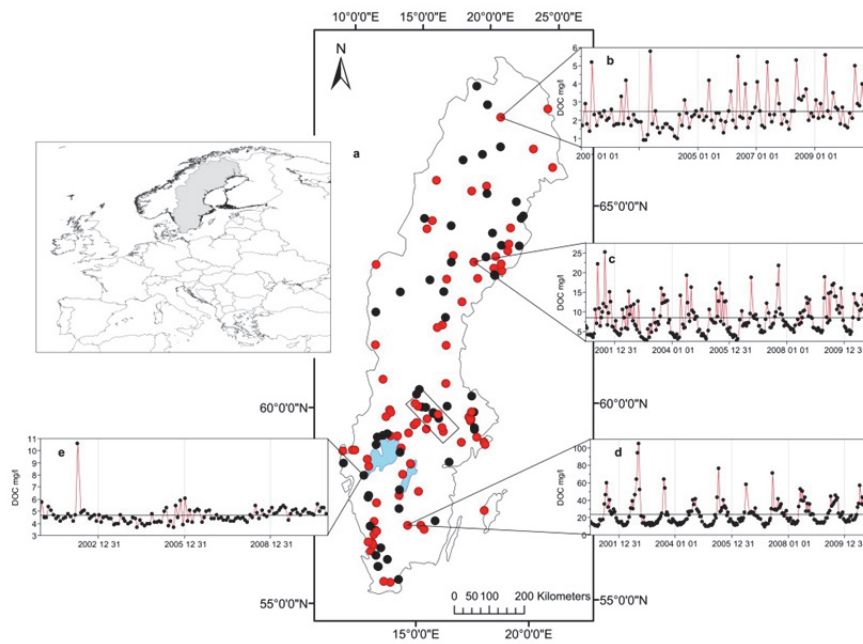 10°0'0"E 15°0'0"E 20°0'0"E 25°0'0"E
N
a
65°0'0"N
60°0'0"N 60°0'0"N
55°0'0"N 55°0'0"N
15°0'0"E 20°0'0"E
0 50 100 200 Kilometers
b
DOC mg/l
6
5
4
3
2
1
2001 01 01 2005 01 01 2007 01 01 2009 01 01
c
DOC mg/l
25
20
15
10
5
2001 12 31 2004 01 01 2005 12 31 2008 01 01 2009 12 31
d
DOC mg/l
100
80
60
40
20
0
2001 12 31 2004 01 01 2005 12 31 2008 01 01 2009 12 31
e
DOC mg/l
11
10
9
8
7
6
5
4
3
2002 12 31 2005 12 31 2008 12 31